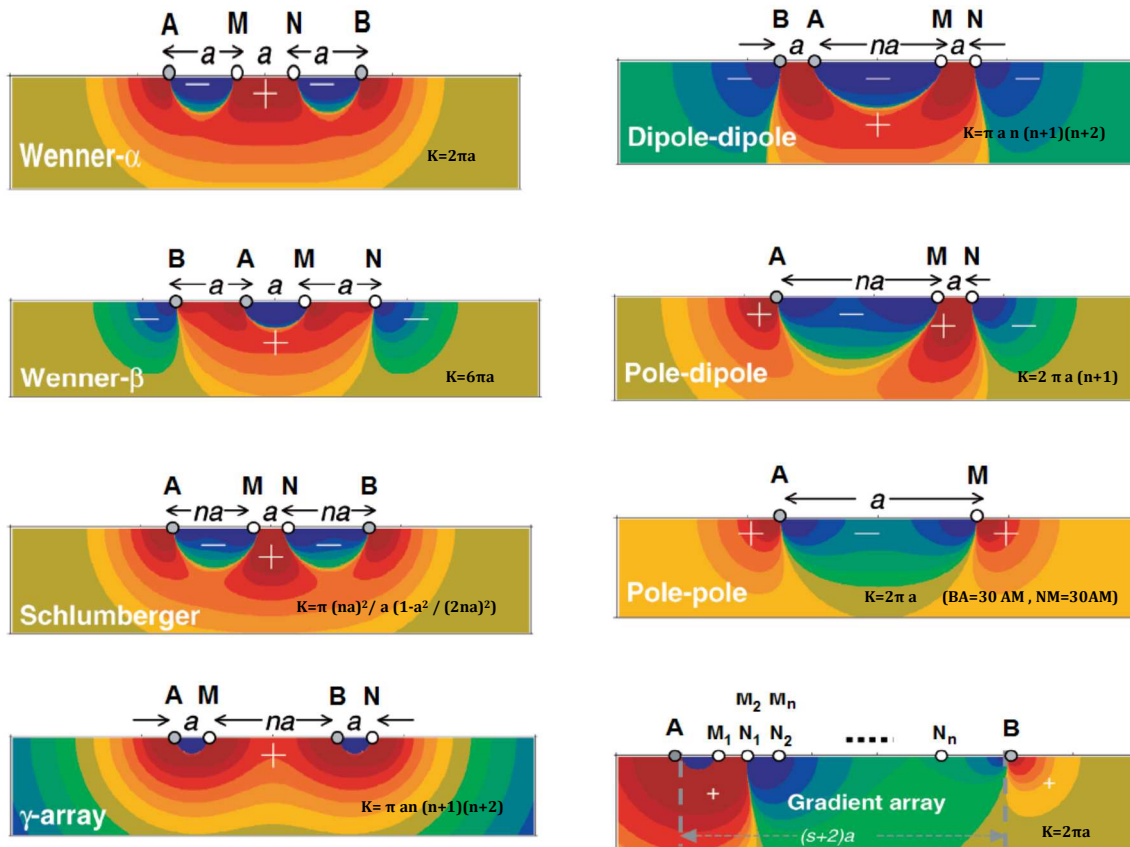 A M N B
a a a
Wenner-α
K=2πa
B A M N
a a a
Wenner-β
K=6πa
A M N B
na a na
Schlumberger
K=π (na)²/ a (1-a² / (2na)²)
A M B N
a na a
γ-array
K= π an (n+1)(n+2)
B A M N
a na a
Dipole-dipole
K=π a n (n+1)(n+2)
A M N
na a
Pole-dipole
K=2 π a (n+1)
A M
a
Pole-pole
K=2π a (BA=30 AM , NM=30AM)
M₂ Mₙ
A M₁ N₁ N₂ Nₙ B
Gradient array
(s+2)a
K=2πa